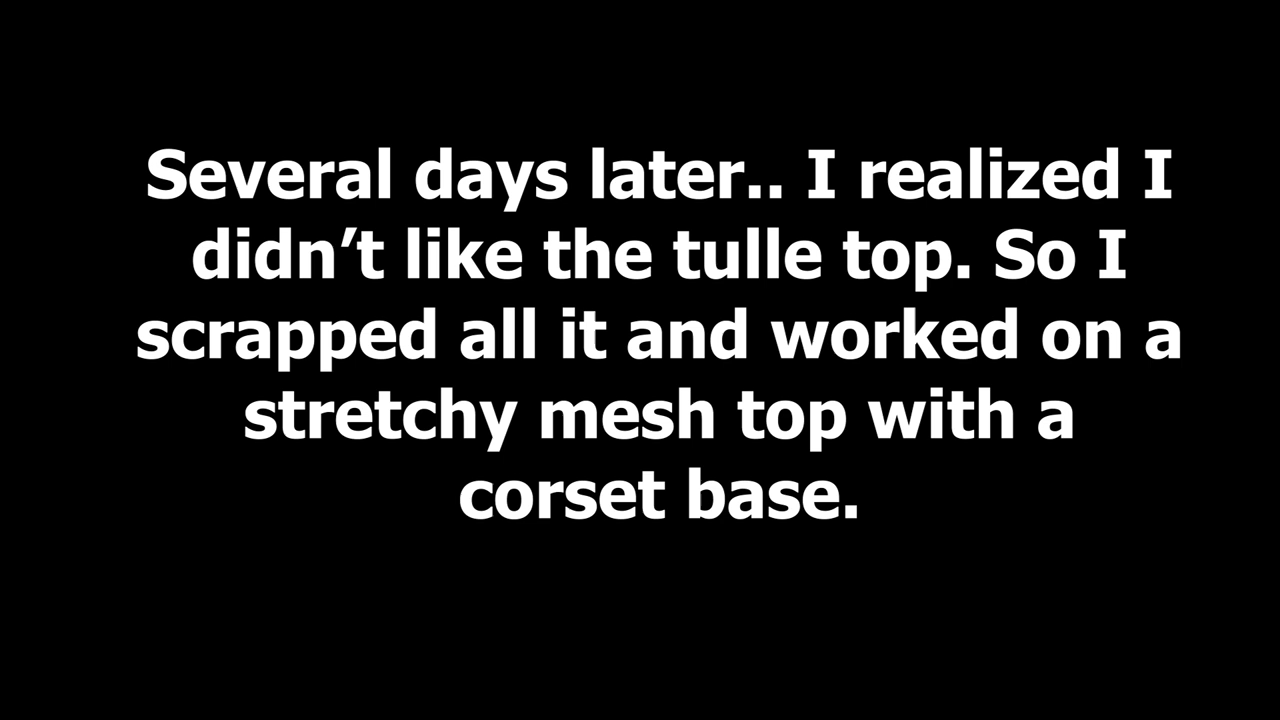 Several days later.. I realized I
didn’t like the tulle top. So I
scrapped all it and worked on a
stretchy mesh top with a
corset base.